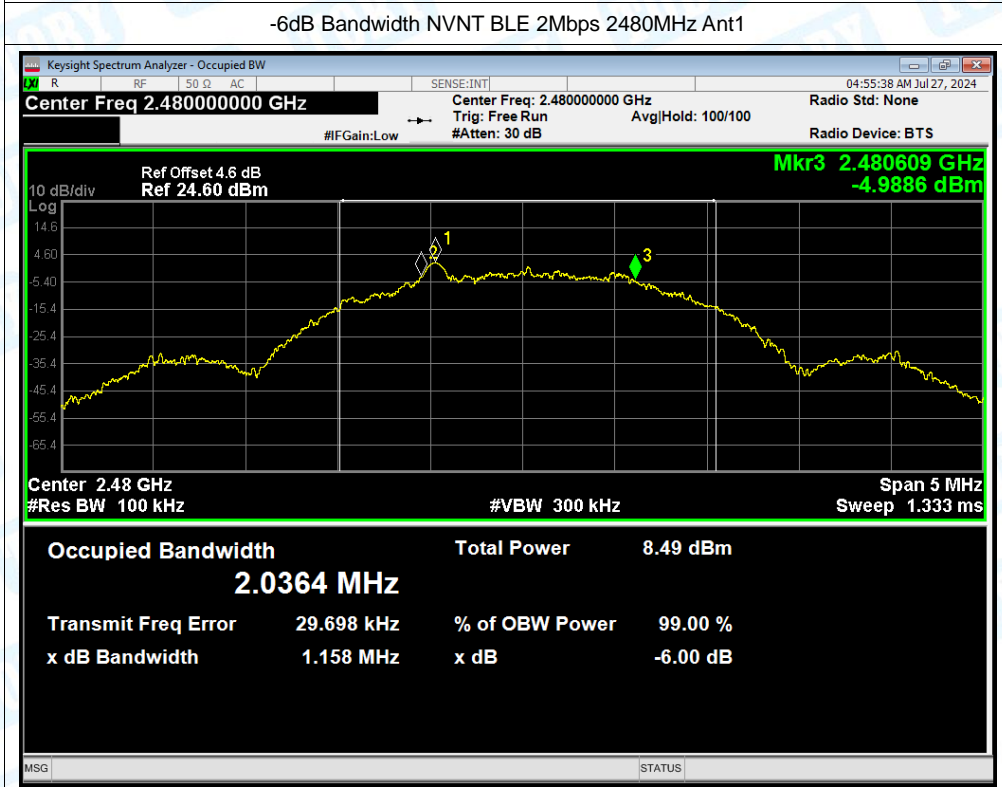 -6dB Bandwidth NVNT BLE 2Mbps 2480MHz Ant1
Keysight Spectrum Analyzer - Occupied BW
LXI R RF 50 Ω AC SENSE:INT 04:55:38 AM Jul 27, 2024
Center Freq 2.480000000 GHz Center Freq: 2.480000000 GHz Radio Std: None
Trig: Free Run Avg|Hold: 100/100
#IFGain:Low #Atten: 30 dB Radio Device: BTS
Mkr3 2.480609 GHz
Ref Offset 4.6 dB
10 dB/div Ref 24.60 dBm -4.9886 dBm
Log
14.6
1
4.60
2
3
-5.40
-15.4
-25.4
-35.4
-45.4
-55.4
-65.4
Center 2.48 GHz Span 5 MHz
#Res BW 100 kHz #VBW 300 kHz Sweep 1.333 ms
Occupied Bandwidth Total Power 8.49 dBm
2.0364 MHz
Transmit Freq Error 29.698 kHz % of OBW Power 99.00 %
x dB Bandwidth 1.158 MHz x dB -6.00 dB
MSG STATUS